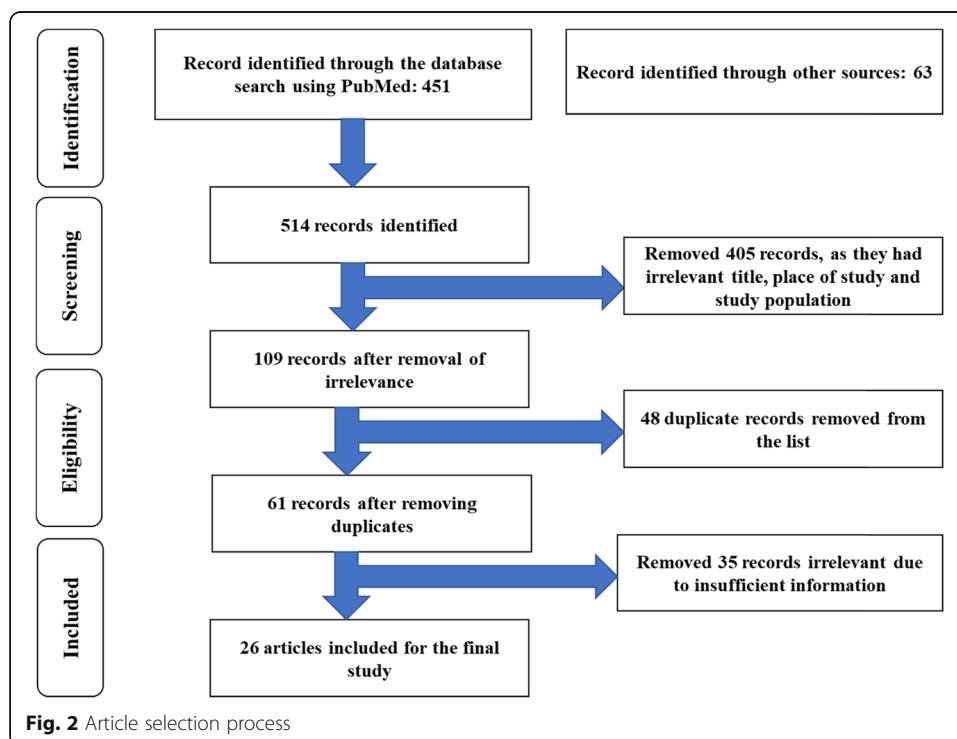 Identification
Record identified through the database
search using PubMed: 451
Record identified through other sources: 63
Screening
514 records identified
Removed 405 records, as they had
irrelevant title, place of study and
study population
109 records after removal of
irrelevance
Eligibility
48 duplicate records removed from
the list
61 records after removing
duplicates
Included
Removed 35 records irrelevant due
to insufficient information
26 articles included for the final
study
Fig. 2 Article selection process